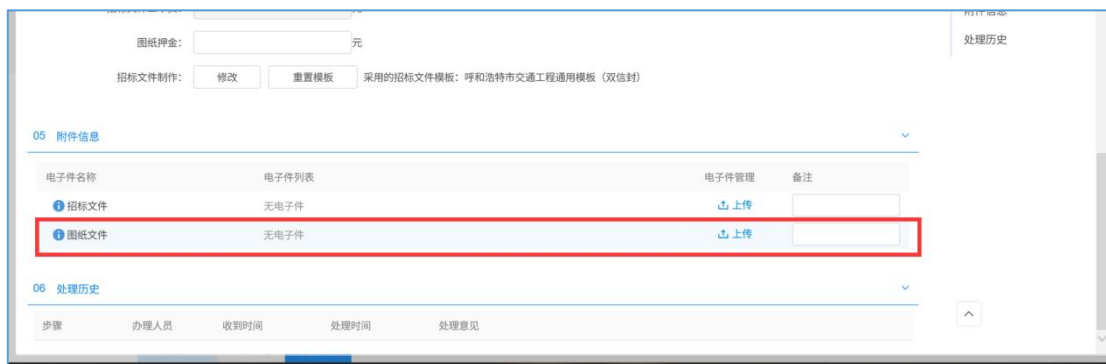 附件信息
图纸押金： 元
处理历史
招标文件制作： 修改 重置模板 采用的招标文件模板：呼和浩特市交通工程通用模板（双信封）
05 附件信息
电子件名称 电子件列表 电子件管理 备注
招标文件 无电子件 上传
图纸文件 无电子件 上传
06 处理历史
步骤 办理人员 收到时间 处理时间 处理意见